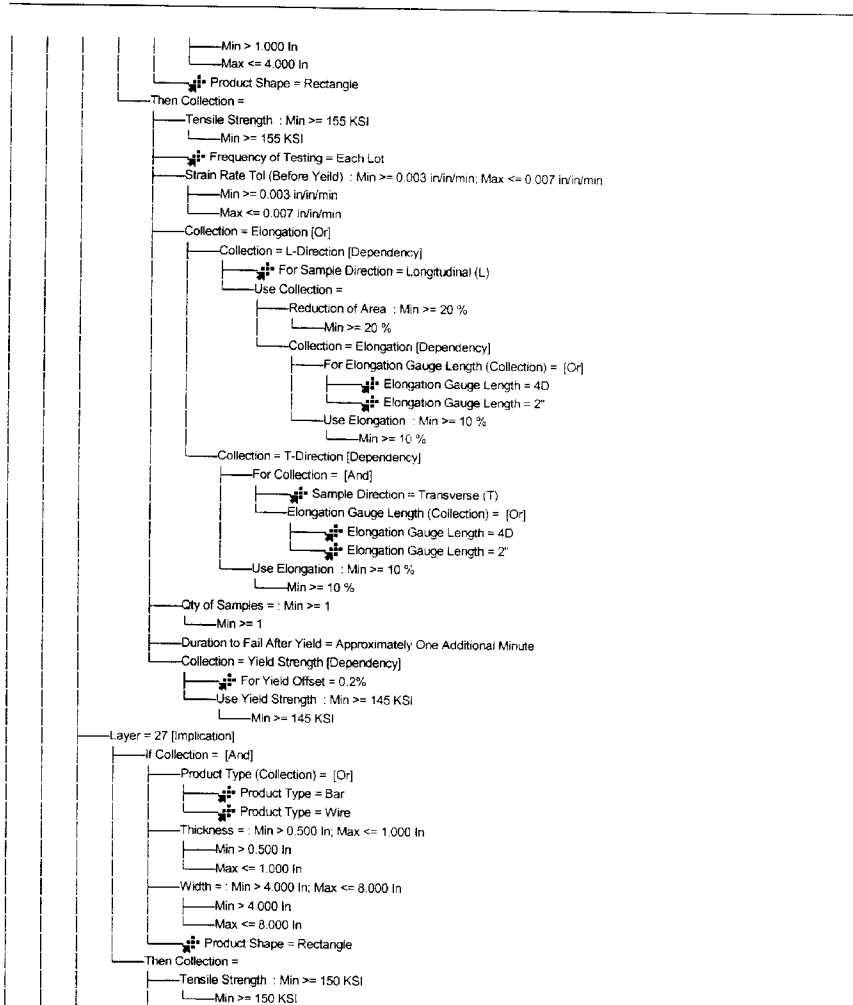 Min > 1.000 In
Max <= 4.000 In
Product Shape = Rectangle
Then Collection =
Tensile Strength : Min >= 155 KSI
Min >= 155 KSI
Frequency of Testing = Each Lot
Strain Rate Tol (Before Yeild) : Min >= 0.003 in/in/min; Max <= 0.007 in/in/min
Min >= 0.003 in/in/min
Max <= 0.007 in/in/min
Collection = Elongation [Or]
Collection = L-Direction [Dependency]
For Sample Direction = Longitudinal (L)
Use Collection =
Reduction of Area : Min >= 20 %
Min >= 20 %
Collection = Elongation [Dependency]
For Elongation Gauge Length (Collection) = [Or]
Elongation Gauge Length = 4D
Elongation Gauge Length = 2"
Use Elongation : Min >= 10 %
Min >= 10 %
Collection = T-Direction [Dependency]
For Collection = [And]
Sample Direction = Transverse (T)
Elongation Gauge Length (Collection) = [Or]
Elongation Gauge Length = 4D
Elongation Gauge Length = 2"
Use Elongation : Min >= 10 %
Min >= 10 %
Qty of Samples = : Min >= 1
Min >= 1
Duration to Fail After Yield = Approximately One Additional Minute
Collection = Yield Strength [Dependency]
For Yield Offset = 0.2%
Use Yield Strength : Min >= 145 KSI
Min >= 145 KSI
Layer = 27 [Implication]
If Collection = [And]
Product Type (Collection) = [Or]
Product Type = Bar
Product Type = Wire
Thickness = : Min > 0.500 In; Max <= 1.000 In
Min > 0.500 In
Max <= 1.000 In
Width = : Min > 4.000 In; Max <= 8.000 In
Min > 4.000 In
Max <= 8.000 In
Product Shape = Rectangle
Then Collection =
Tensile Strength : Min >= 150 KSI
Min >= 150 KSI